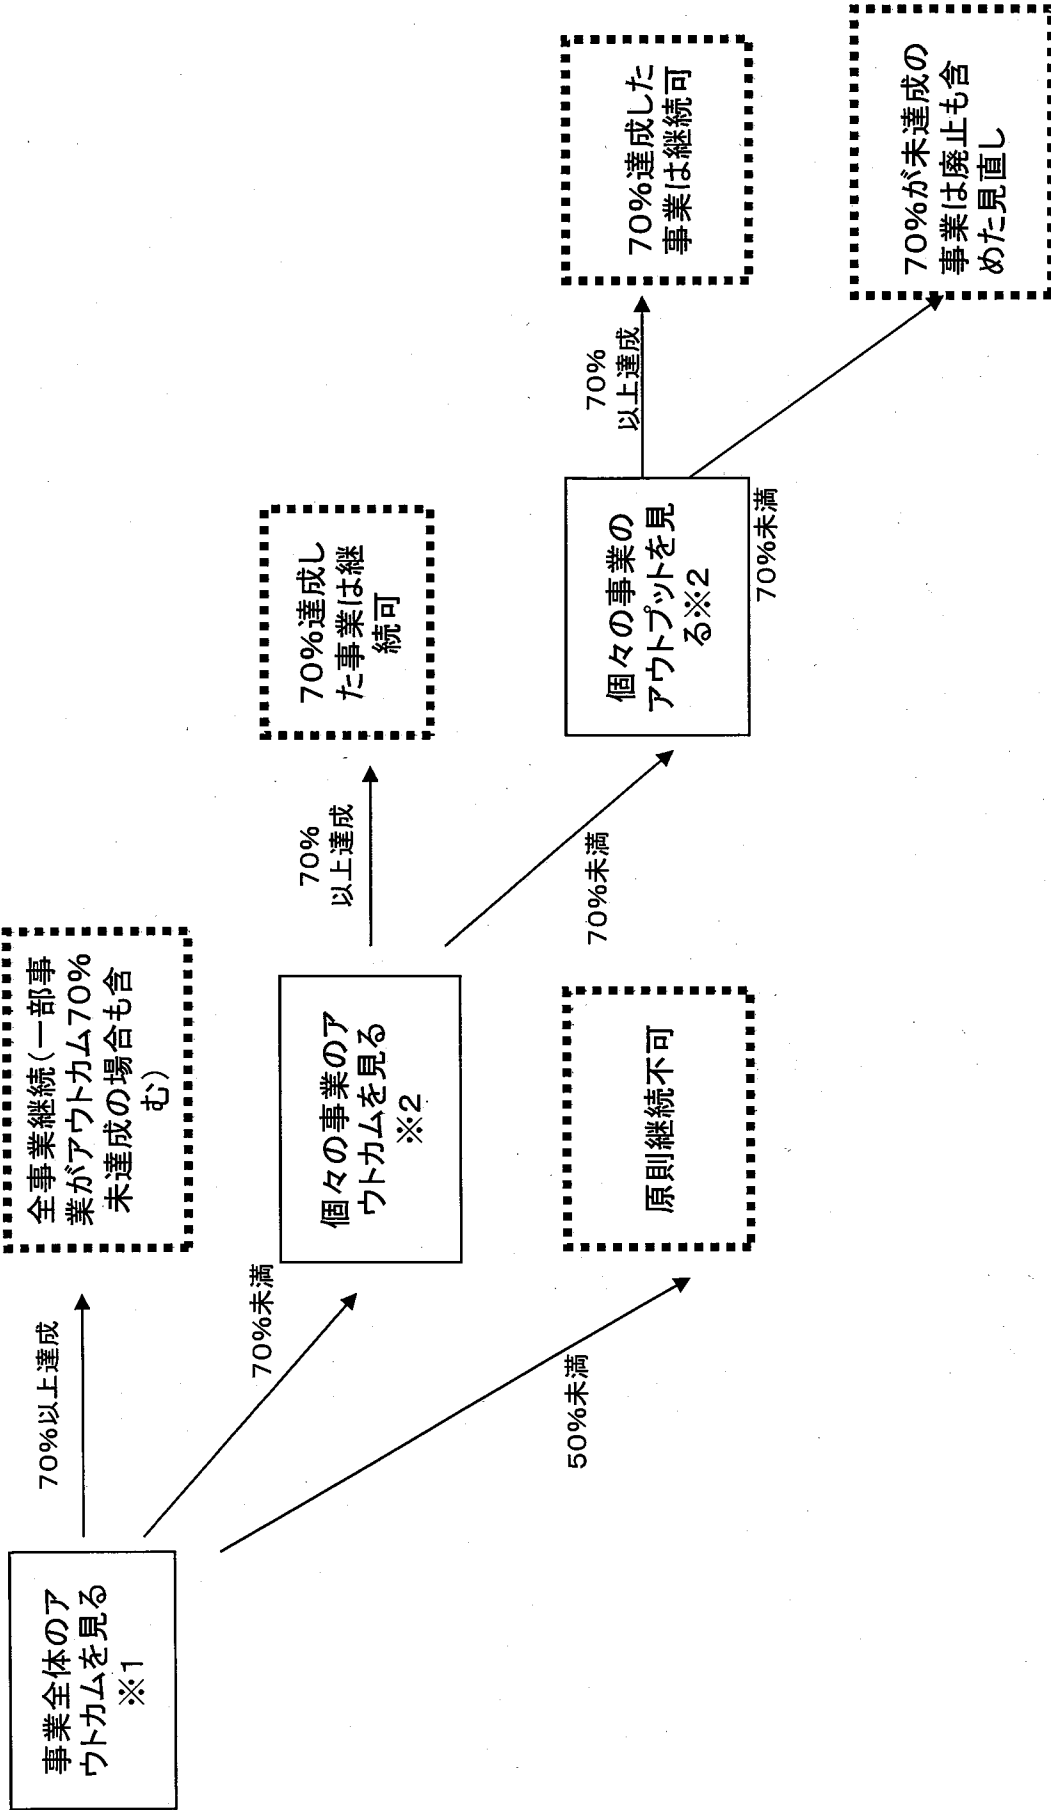 事業全体のア
ウトカムを見る
※1
70%以上達成
全事業継続(一部事
業がアウトカム70%
未達成の場合も含
む)
70%未満
個々の事業のア
ウトカムを見る
※2
50%未満
原則継続不可
70%
以上達成
70%達成し
た事業は継
続可
70%未満
個々の事業の
アウトプットを見
る※2
70%
以上達成
70%達成した
事業は継続可
70%未満
70%が未達成の
事業は廃止も含
めた見直し